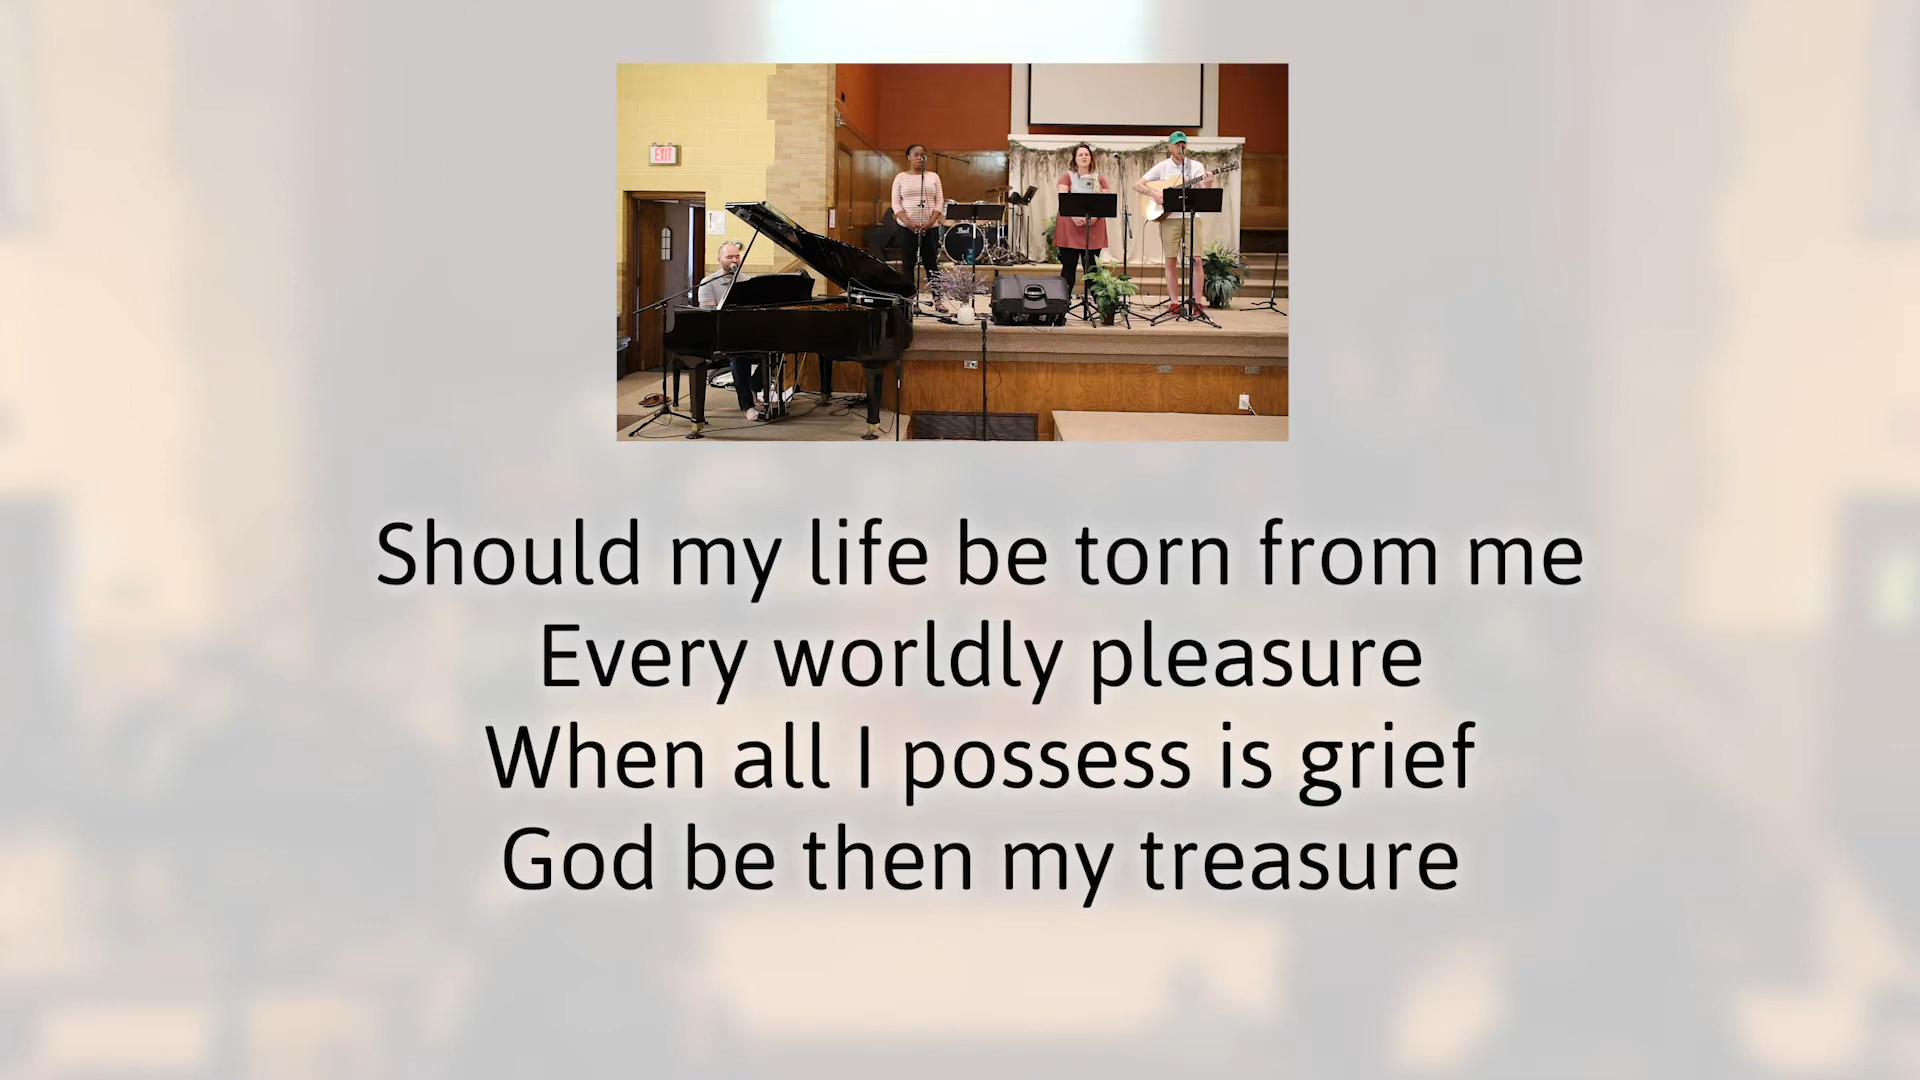 EXIT
Should my life be torn from me
Every worldly pleasure
When all I possess is grief
God be then my treasure